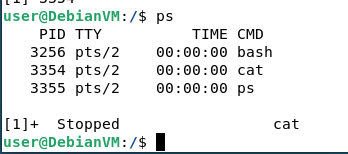 [1] 3354
user@DebianVM:/$ ps
    PID TTY          TIME CMD
   3256 pts/2    00:00:00 bash
   3354 pts/2    00:00:00 cat
   3355 pts/2    00:00:00 ps

[1]+  Stopped                 cat
user@DebianVM:/$